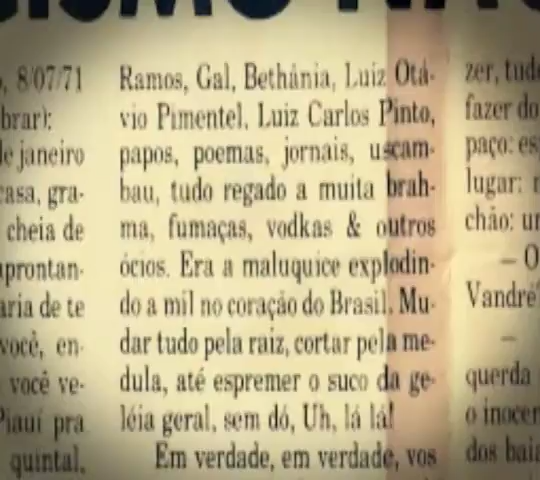 , 8/07/71
brar):
de janeiro
casa, gra-
cheia de
aprontan-
aria de te
você, en-
você ve-
Piauí pra
quintal,
Ramos, Gal, Bethânia, Luiz Otá-
vio Pimentel, Luiz Carlos Pinto,
papos, poemas, jornais, uscam-
bau, tudo regado a muita brah-
ma, fumaças, vodkas & outros
ócios. Era a maluquice explodin-
do a mil no coração do Brasil. Mu-
dar tudo pela raiz, cortar pela me-
dula, até espremer o suco da ge-
léia geral, sem dó, Uh, lá lá!
Em verdade, em verdade, vos
zer, tude
fazer do
paço: es
lugar: 
chão: u
– O
Vandré
–
querda
o inocen
dos bai